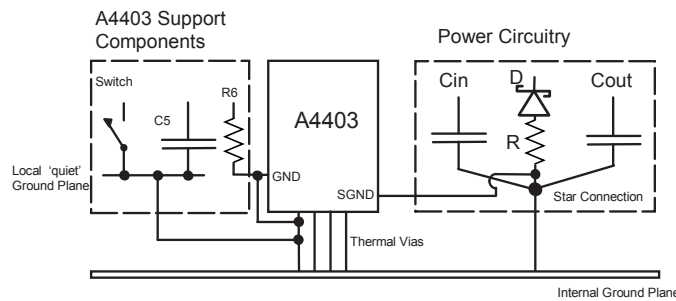 A4403 Support
Components
Power Circuitry
Switch
C5
R6
A4403
Cin
D
Cout
R
Local 'quiet'
Ground Plane
GND
SGND
Star Connection
Thermal Vias
Internal Ground Plane